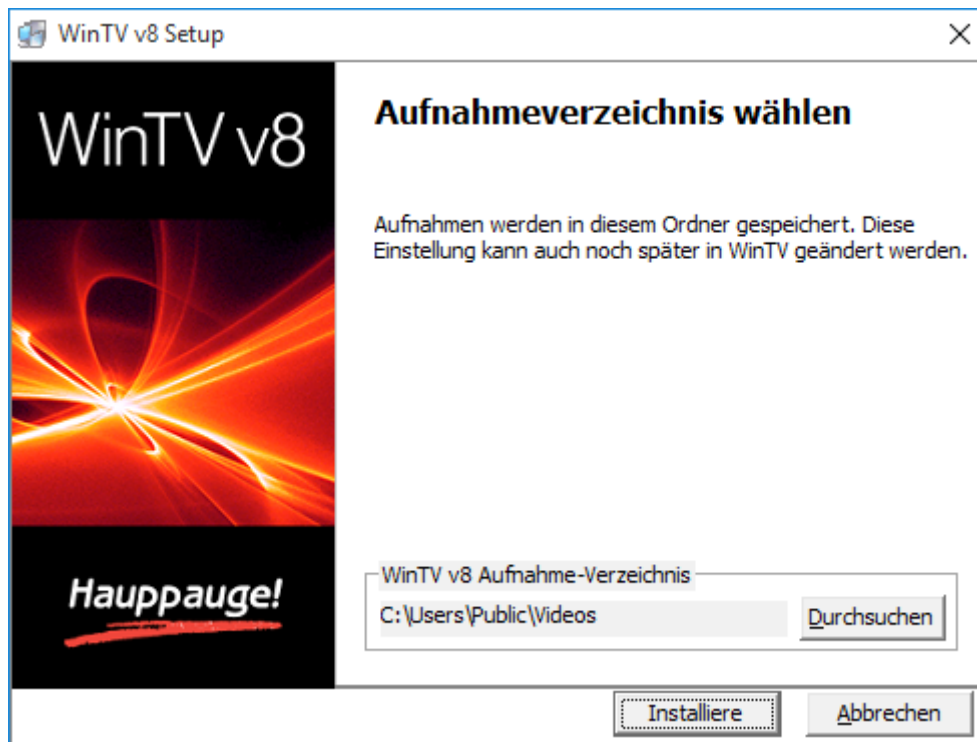 WinTV v8 Setup
WinTV v8
Aufnahmeverzeichnis wählen
Aufnahmen werden in diesem Ordner gespeichert. Diese
Einstellung kann auch noch später in WinTV geändert werden.
Hauppauge!
WinTV v8 Aufnahme-Verzeichnis
C:\Users\Public\Videos
Durchsuchen
Installiere
Abbrechen